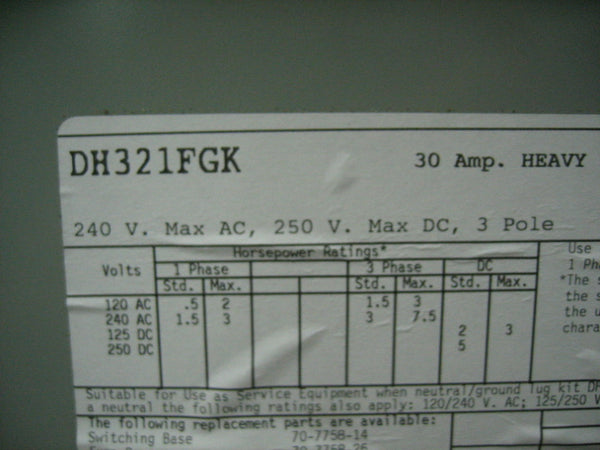 DH321FGK 30 Amp. HEAVY
240 V. Max AC, 250 V. Max DC, 3 Pole
Horsepower Ratings*
Volts 1 Phase 3 Phase DC
Std. Max. Std. Max. Std. Max.
120 AC .5 2 1.5 3
240 AC 1.5 3 3 7.5
125 DC 2 3
250 DC 5
Use
1 Ph
*The s
the s
the u
chara
Suitable for Use as Service Equipment when neutral/ground lug kit D
a neutral the following ratings also apply: 120/240 V. AC; 125/250 V
The following replacement parts are available:
Switching Base 70-7758-14
70-7758-26